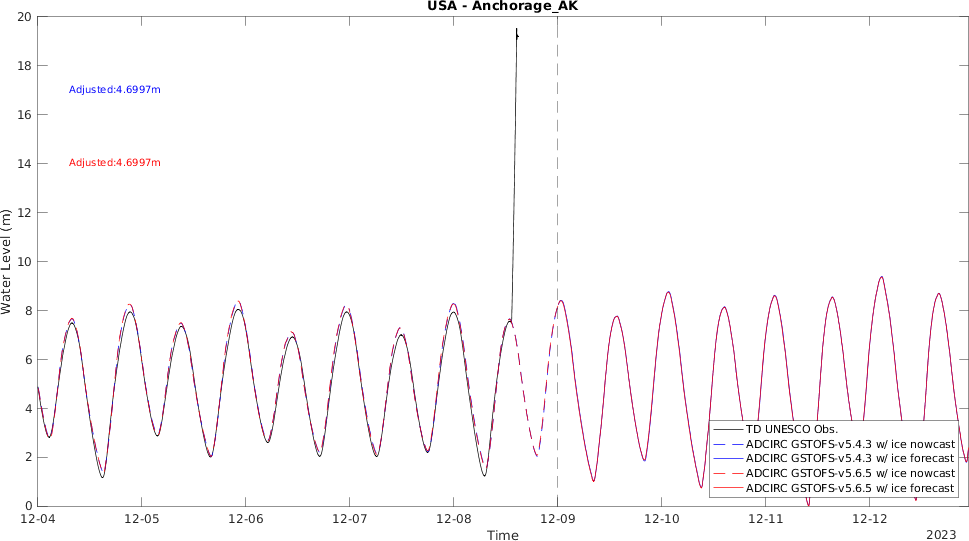 USA - Anchorage_AK
20
18
16
14
12
10
8
6
4
2
0
Water Level (m)
Adjusted:4.6997m
Adjusted:4.6997m
TD UNESCO Obs.
ADCIRC GSTOFS-v5.4.3 w/ ice nowcast
ADCIRC GSTOFS-v5.4.3 w/ ice forecast
ADCIRC GSTOFS-v5.6.5 w/ ice nowcast
ADCIRC GSTOFS-v5.6.5 w/ ice forecast
12-04 12-05 12-06 12-07 12-08 12-09 12-10 12-11 12-12
Time
2023